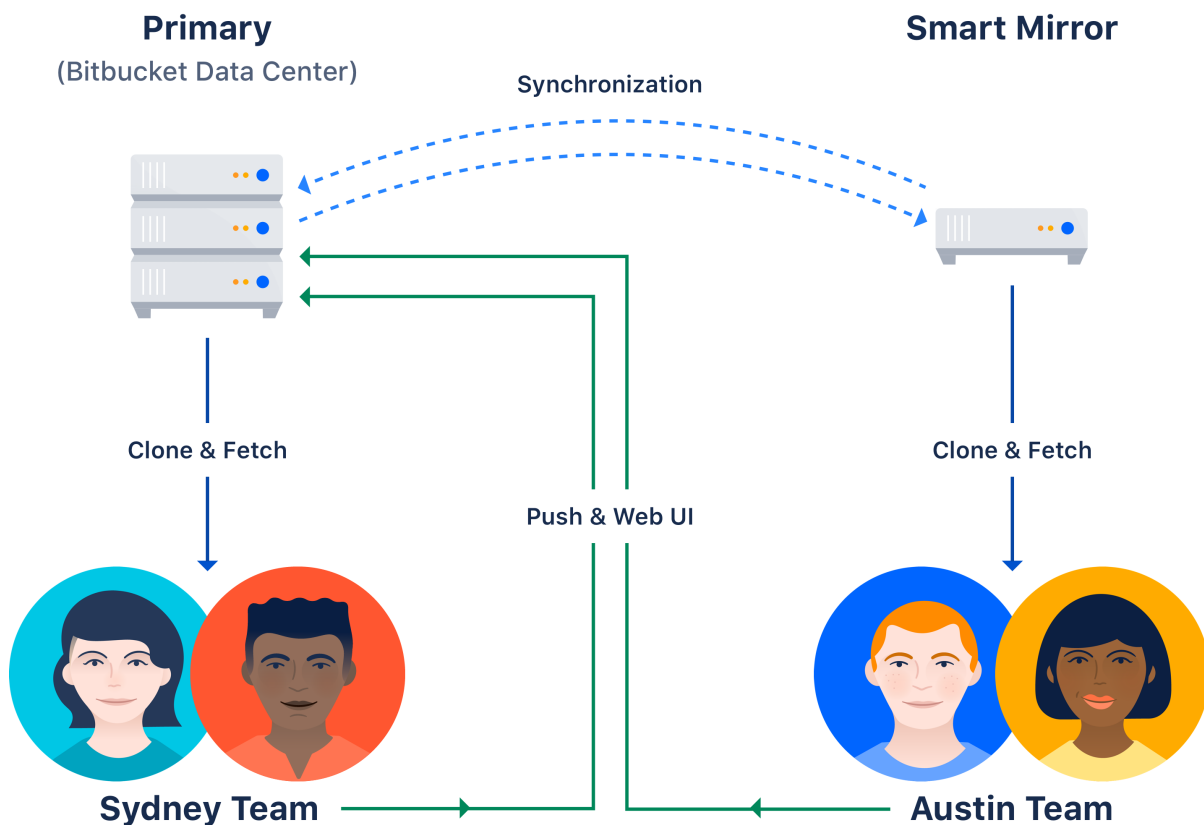 Primary
(Bitbucket Data Center)
Smart Mirror
Synchronization
Clone & Fetch
Clone & Fetch
Push & Web UI
Sydney Team
Austin Team